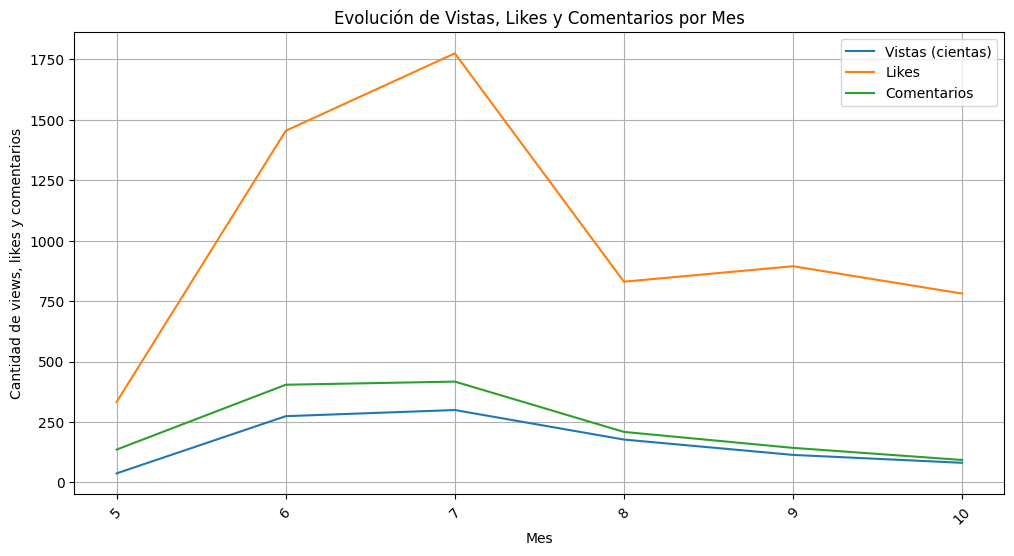 Evolución de Vistas, Likes y Comentarios por Mes
Vistas (cientas)
Likes
Comentarios
Cantidad de views, likes y comentarios
1750
1500
1250
1000
750
500
250
0
5
6
7
8
9
10
Mes